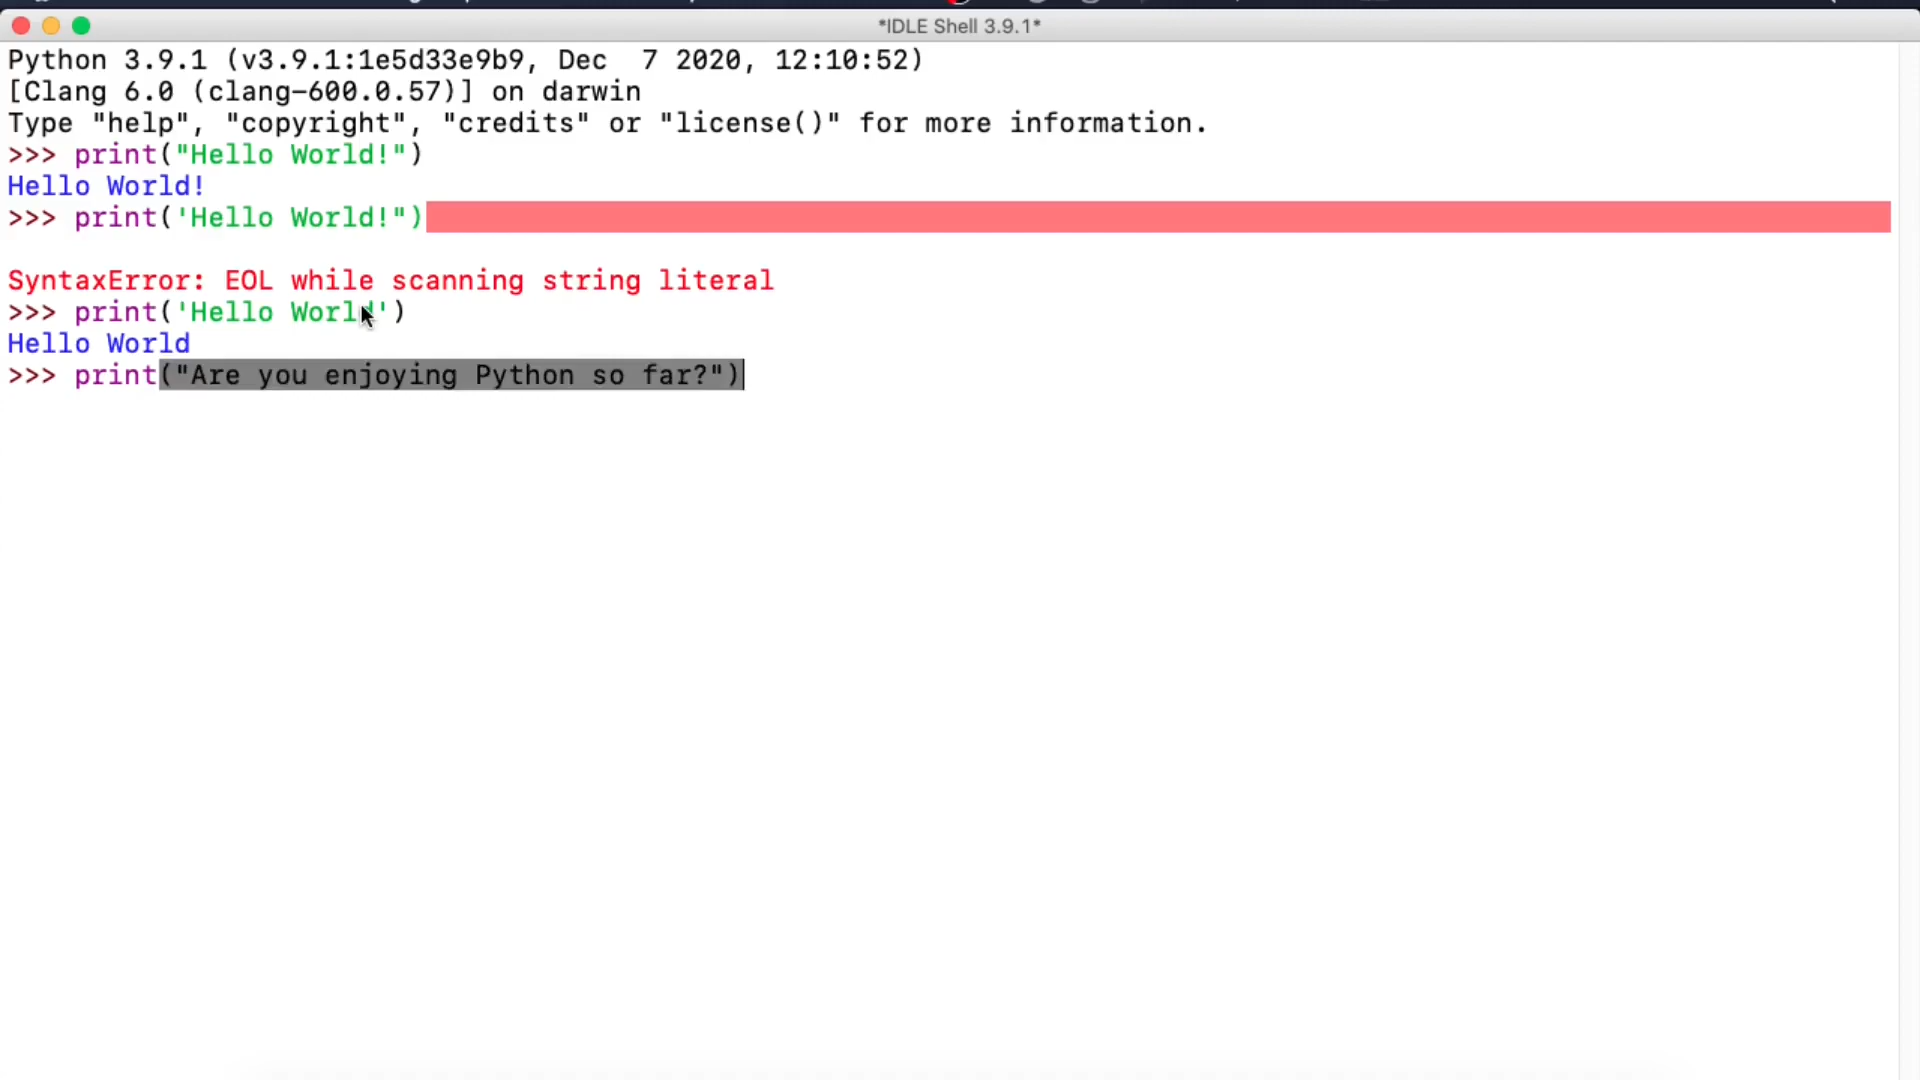 *IDLE Shell 3.9.1*
Python 3.9.1 (v3.9.1:1e5d33e9b9, Dec  7 2020, 12:10:52)
[Clang 6.0 (clang-600.0.57)] on darwin
Type "help", "copyright", "credits" or "license()" for more information.
>>> print("Hello World!")
Hello World!
>>> print('Hello World!")
SyntaxError: EOL while scanning string literal
>>> print('Hello World')
Hello World
>>> print("Are you enjoying Python so far?")